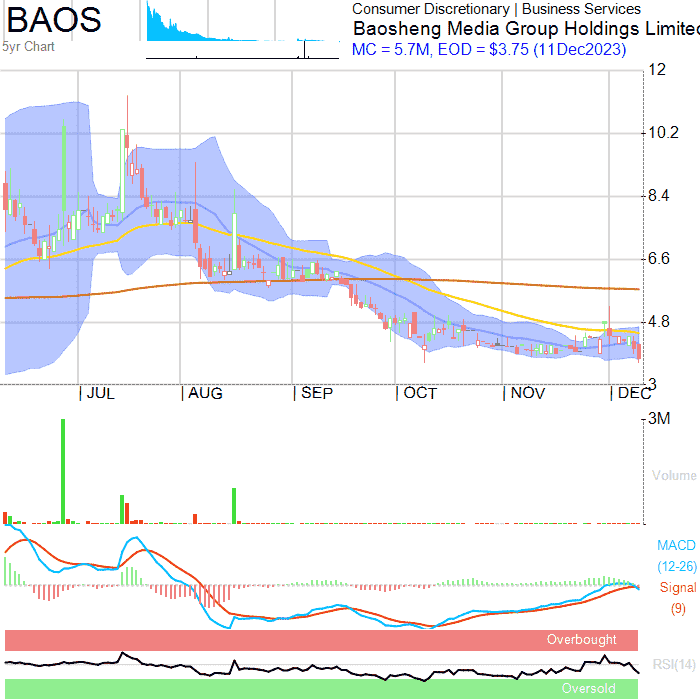 BAOS
5yr Chart
Consumer Discretionary | Business Services
Baosheng Media Group Holdings Limited
MC = 5.7M, EOD = $3.75 (11Dec2023)
12
10.2
8.4
6.6
4.8
3
| JUL | AUG | SEP | OCT | NOV | DEC
3M
Volume
MACD
(12-26)
Signal
(9)
Overbought
RSI(14)
Oversold